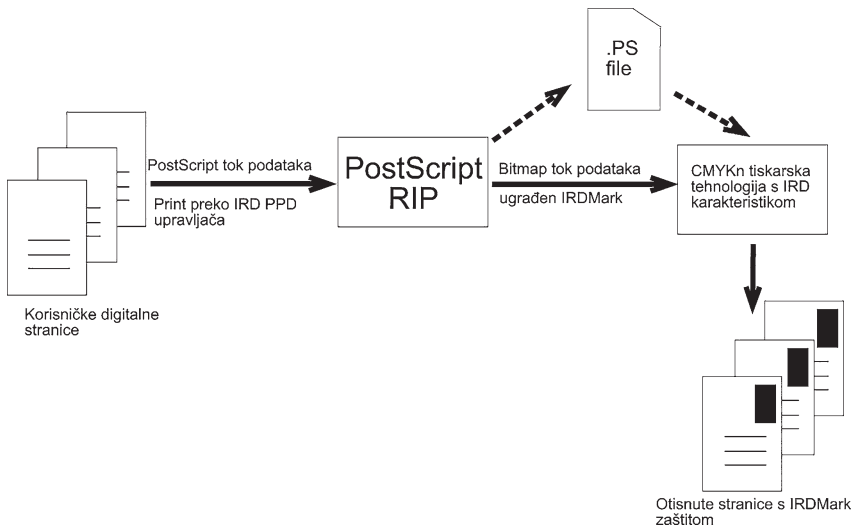 .PS
file
PostScript tok podataka
Print preko IRD PPD
upravljača
PostScript
RIP
Bitmap tok podataka
ugrađen IRDMark
CMYKn tiskarska
tehnologija s IRD
karakteristikom
Korisničke digitalne
stranice
Otisnute stranice s IRDMark
zaštitom